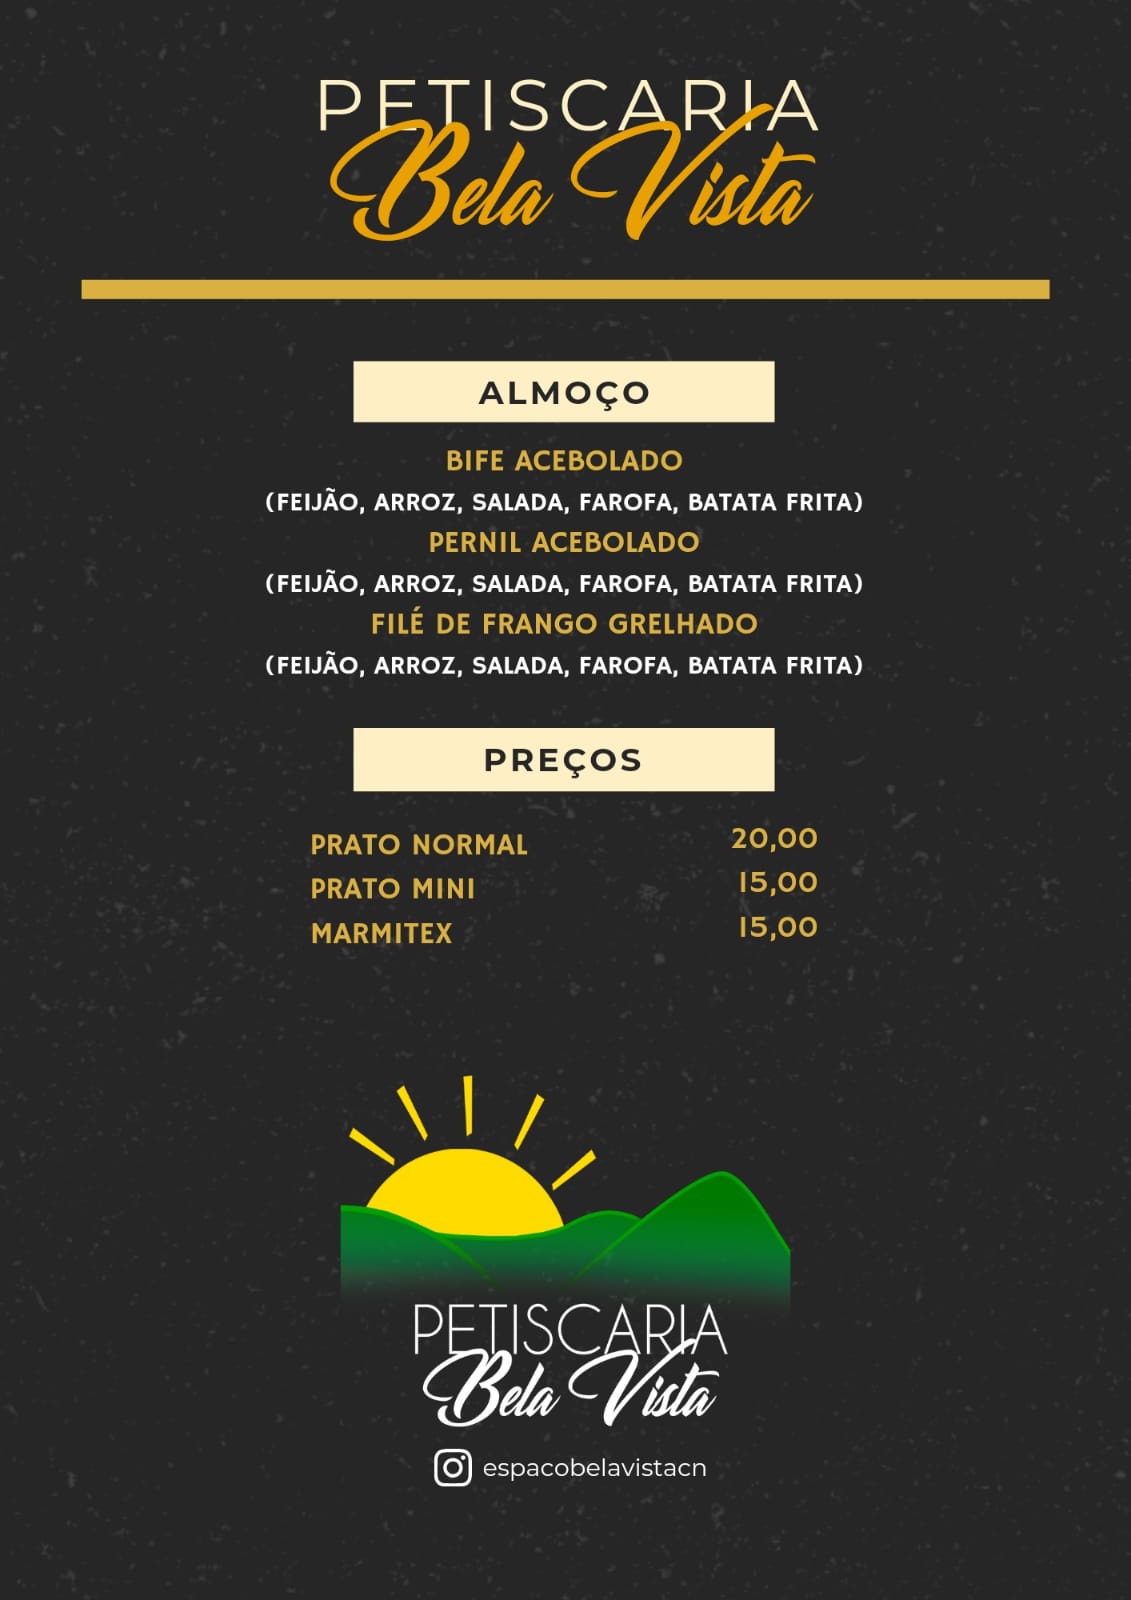 PETISCARIA
Bela Vista
ALMOÇO
BIFE ACEBOLADO
(FEIJÃO, ARROZ, SALADA, FAROFA, BATATA FRITA)
PERNIL ACEBOLADO
(FEIJÃO, ARROZ, SALADA, FAROFA, BATATA FRITA)
FILÉ DE FRANGO GRELHADO
(FEIJÃO, ARROZ, SALADA, FAROFA, BATATA FRITA)
PREÇOS
PRATO NORMAL 20,00
PRATO MINI 15,00
MARMITEX 15,00
PETISCARIA
Bela Vista
espacobelavistacn